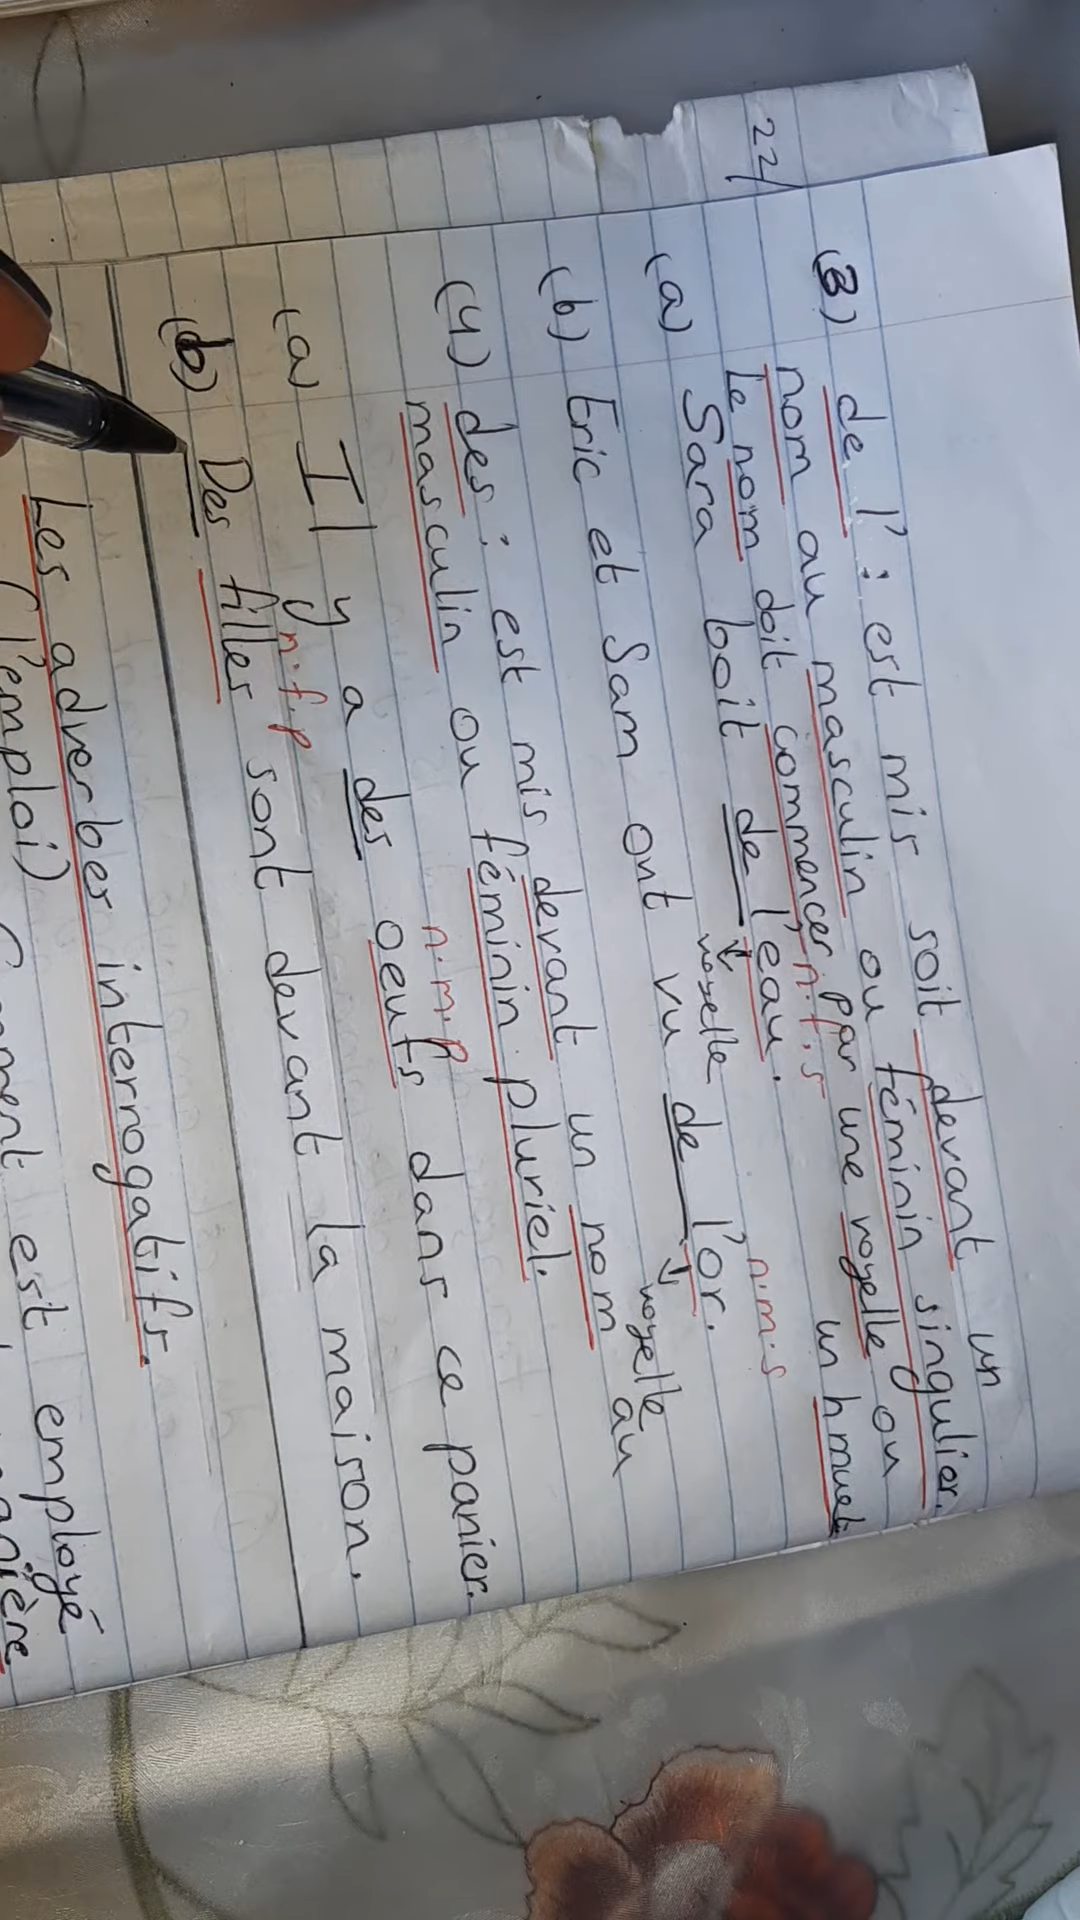 22/
(3) de l' : est mis soit devant un
nom au masculin ou féminin singulier.
Le nom doit commencer par une voyelle ou
un hmuet
n.f.s
(a) Sara boit de l'eau.
voyelle
n.m.s
(b) Eric et Sam ont vu de l'or.
voyelle
(4) des : est mis devant un nom au
masculin ou féminin pluriel.
n.m.p
(a) Il y a des oeufs dans ce panier.
n.f.p
(b) Des filles sont devant la maison.
Les adverbes interrogatifs.
l'emploi)
est employé